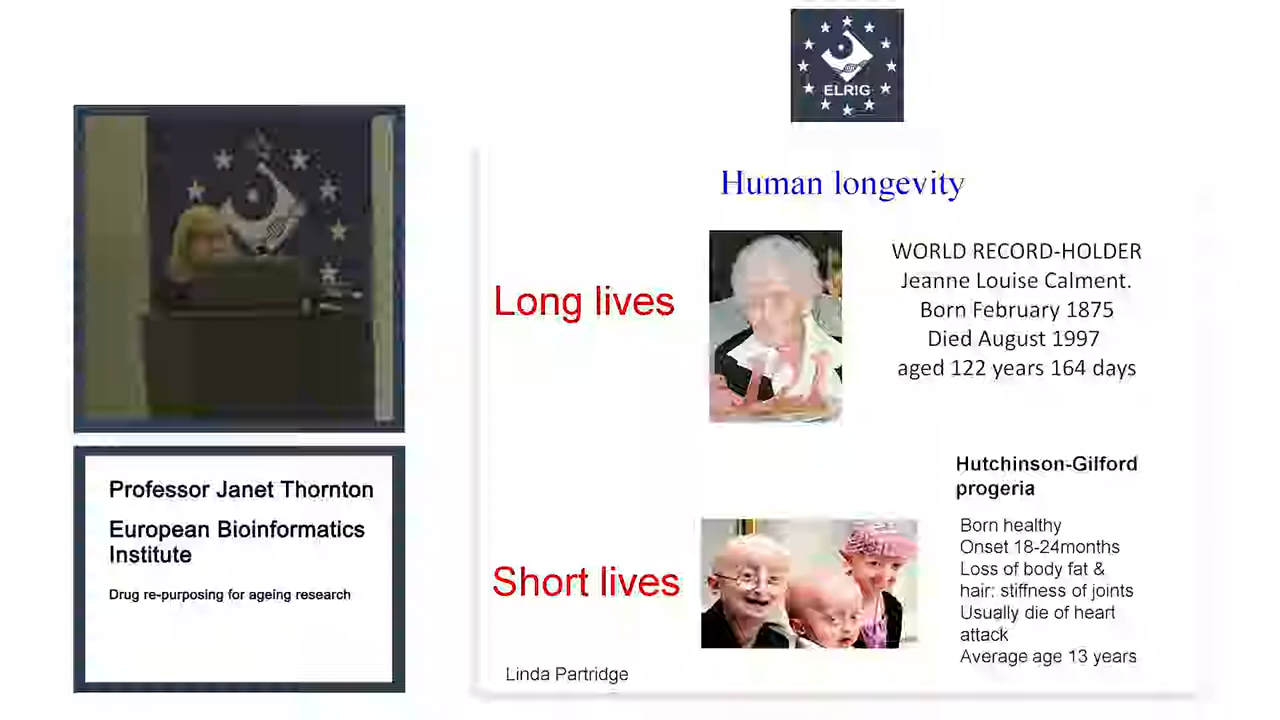 ELRIG
Human longevity
Long lives
WORLD RECORD-HOLDER
Jeanne Louise Calment.
Born February 1875
Died August 1997
aged 122 years 164 days
Short lives
Hutchinson-Gilford
progeria
Born healthy
Onset 18-24months
Loss of body fat &
hair: stiffness of joints
Usually die of heart
attack
Average age 13 years
Linda Partridge
Professor Janet Thornton
European Bioinformatics
Institute
Drug re-purposing for ageing research